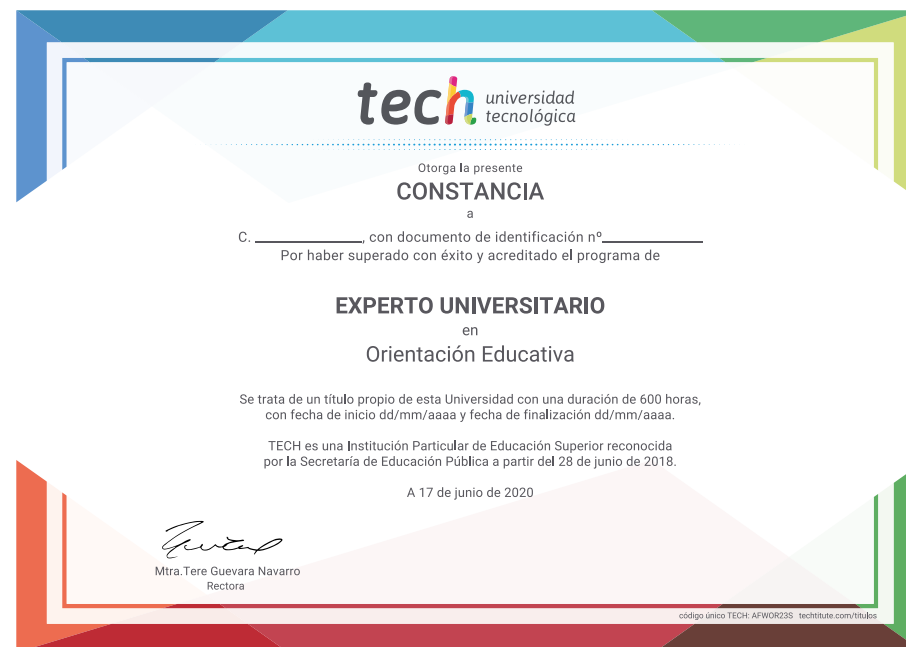 tech universidad
tecnológica
Otorga la presente
CONSTANCIA
a
C. ________________, con documento de identificación nº_______________
Por haber superado con éxito y acreditado el programa de
EXPERTO UNIVERSITARIO
en
Orientación Educativa
Se trata de un título propio de esta Universidad con una duración de 600 horas,
con fecha de inicio dd/mm/aaaa y fecha de finalización dd/mm/aaaa.
TECH es una Institución Particular de Educación Superior reconocida
por la Secretaría de Educación Pública a partir del 28 de junio de 2018.
A 17 de junio de 2020
Mtra.Tere Guevara Navarro
Rectora
código único TECH: AFWOR23S techtitute.com/titulos